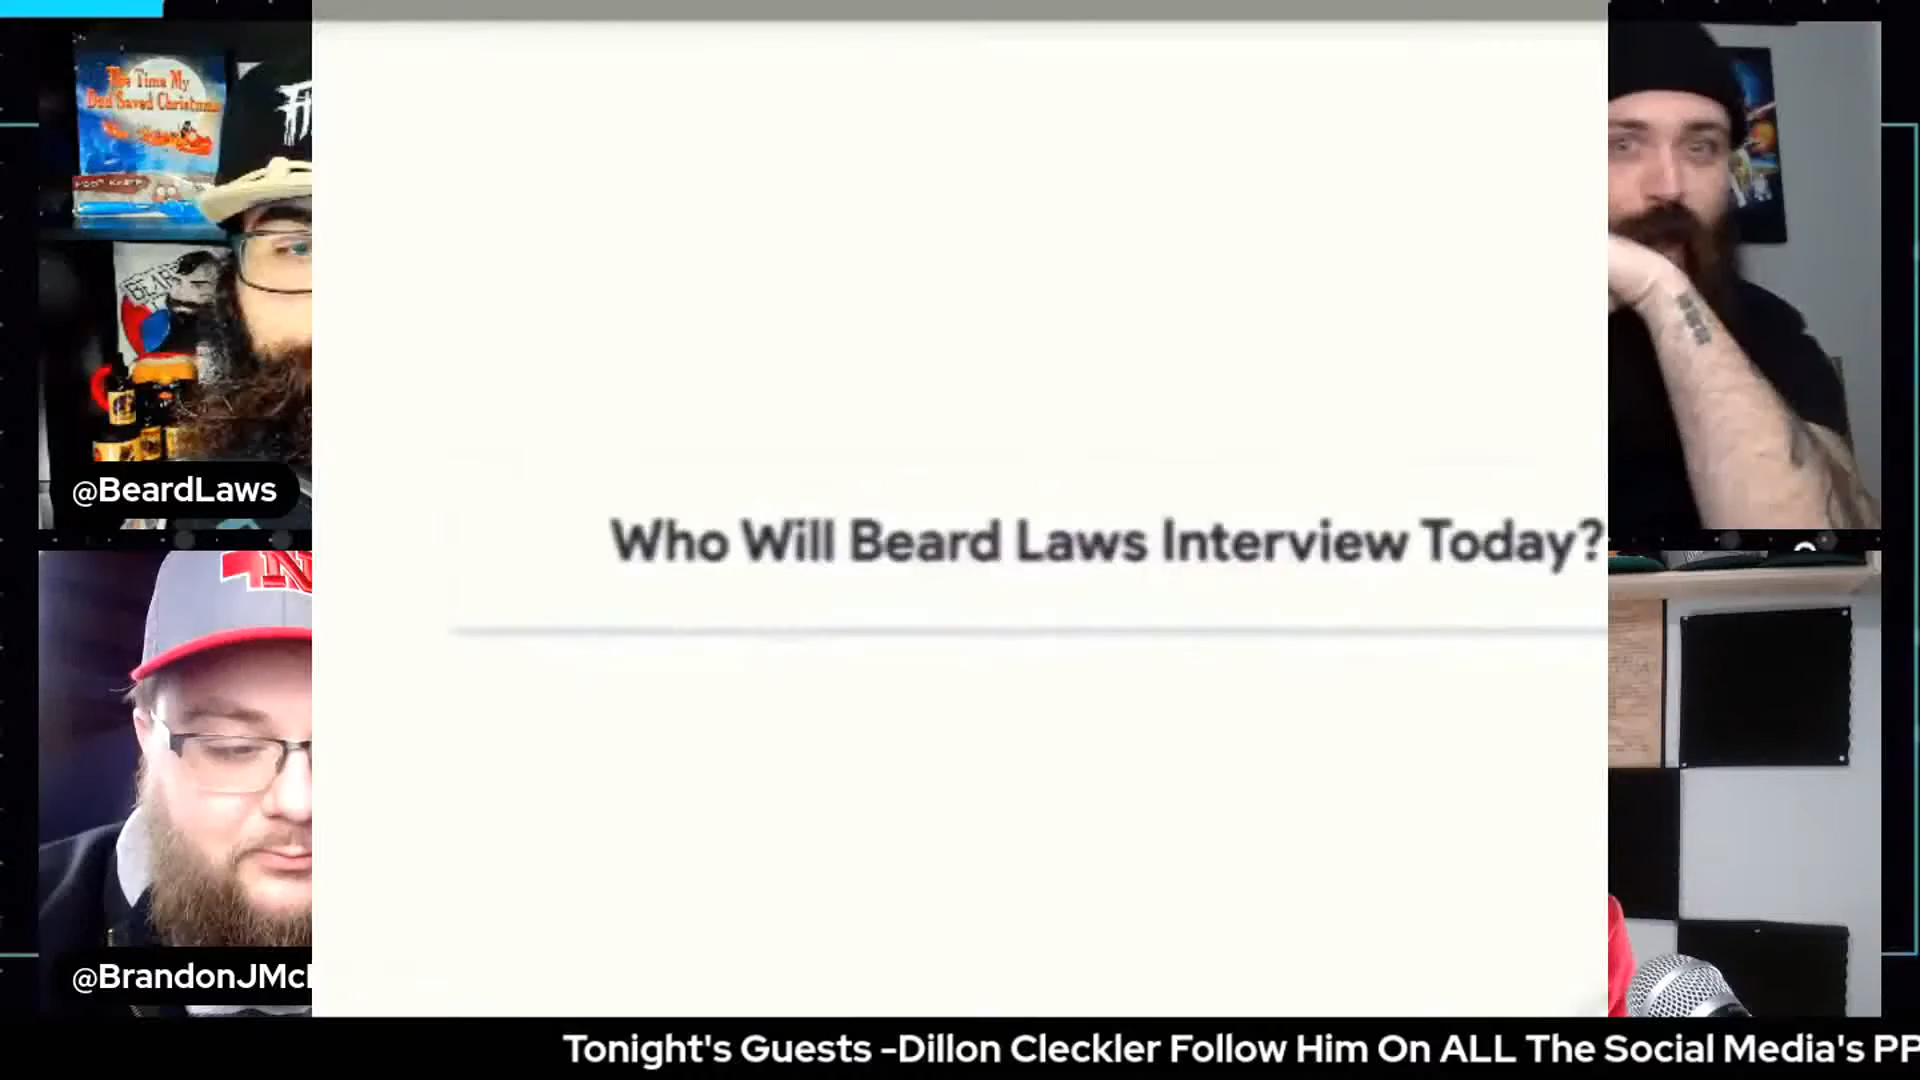 The Time My
Dad Saved Christmas
BEARD
@BeardLaws
N
@BrandonJMc
Who Will Beard Laws Interview Today?
Tonight's Guests -Dillon Cleckler Follow Him On ALL The Social Media's PP